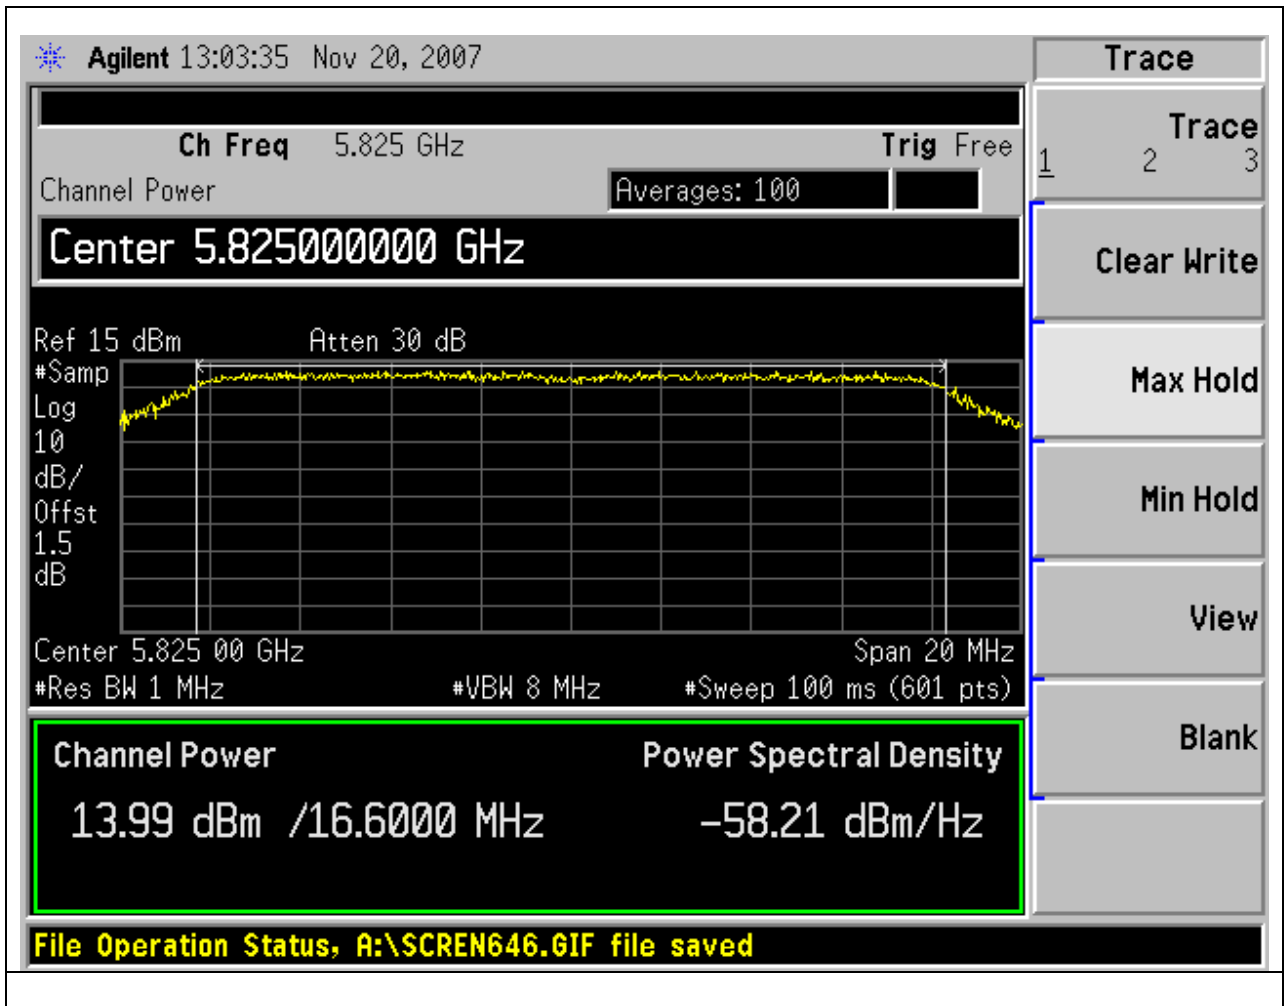 Agilent 13:03:35 Nov 20, 2007
Ch Freq 5.825 GHz Trig Free
Channel Power Averages: 100
Center 5.825000000 GHz
Ref 15 dBm Atten 30 dB
#Samp
Log
10
dB/
Offst
1.5
dB
Center 5.825 00 GHz Span 20 MHz
#Res BW 1 MHz #VBW 8 MHz #Sweep 100 ms (601 pts)
Channel Power Power Spectral Density
13.99 dBm /16.6000 MHz -58.21 dBm/Hz
File Operation Status, A:\SCREN646.GIF file saved
Trace
Trace
1 2 3
Clear Write
Max Hold
Min Hold
View
Blank